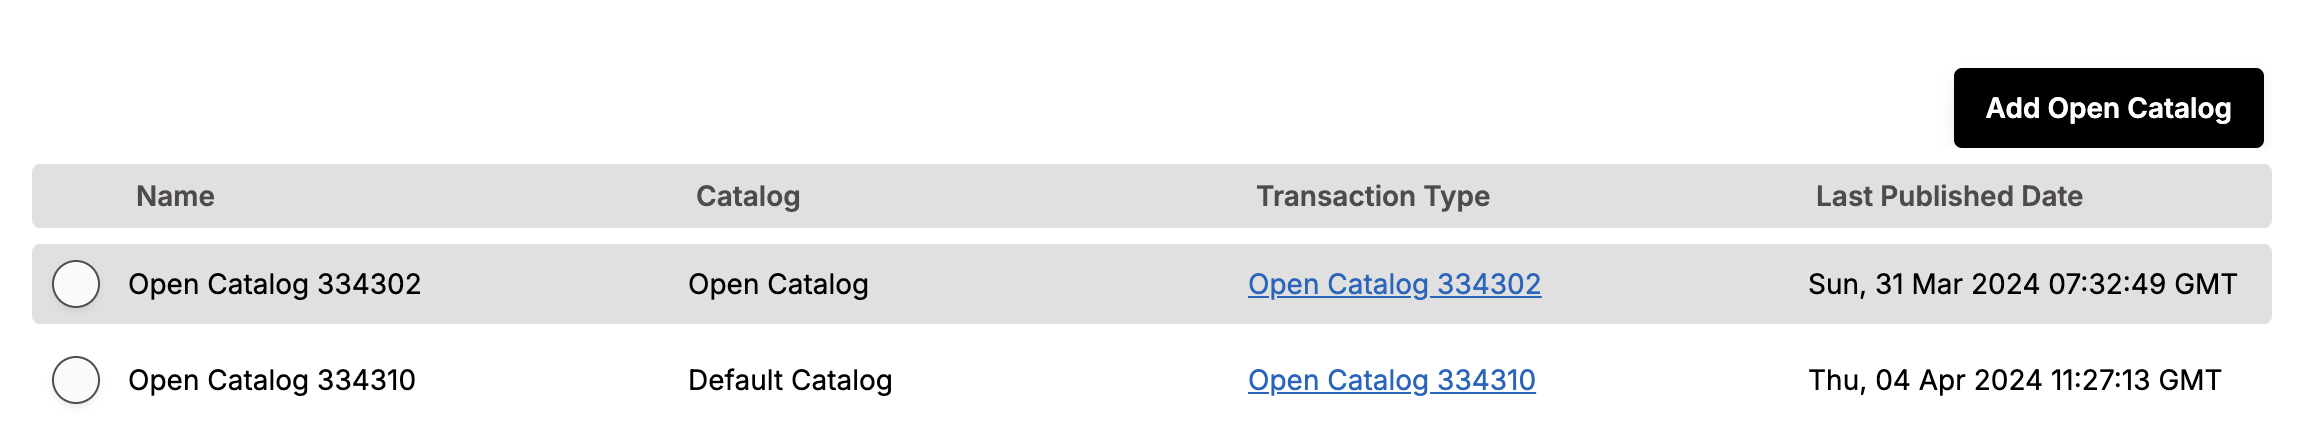 Add Open Catalog
Name Catalog Transaction Type Last Published Date
Open Catalog 334302 Open Catalog Open Catalog 334302 Sun, 31 Mar 2024 07:32:49 GMT
Open Catalog 334310 Default Catalog Open Catalog 334310 Thu, 04 Apr 2024 11:27:13 GMT